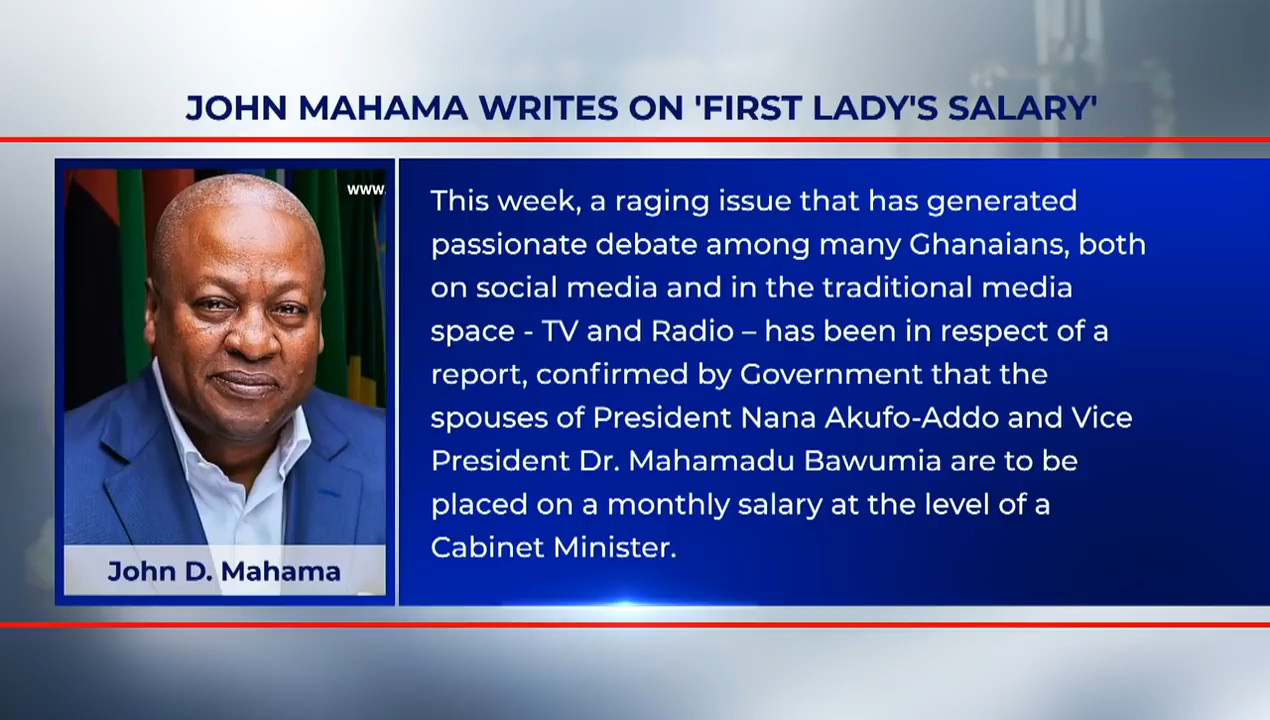 JOHN MAHAMA WRITES ON 'FIRST LADY'S SALARY'
www.
John D. Mahama
This week, a raging issue that has generated
passionate debate among many Ghanaians, both
on social media and in the traditional media
space - TV and Radio – has been in respect of a
report, confirmed by Government that the
spouses of President Nana Akufo-Addo and Vice
President Dr. Mahamadu Bawumia are to be
placed on a monthly salary at the level of a
Cabinet Minister.